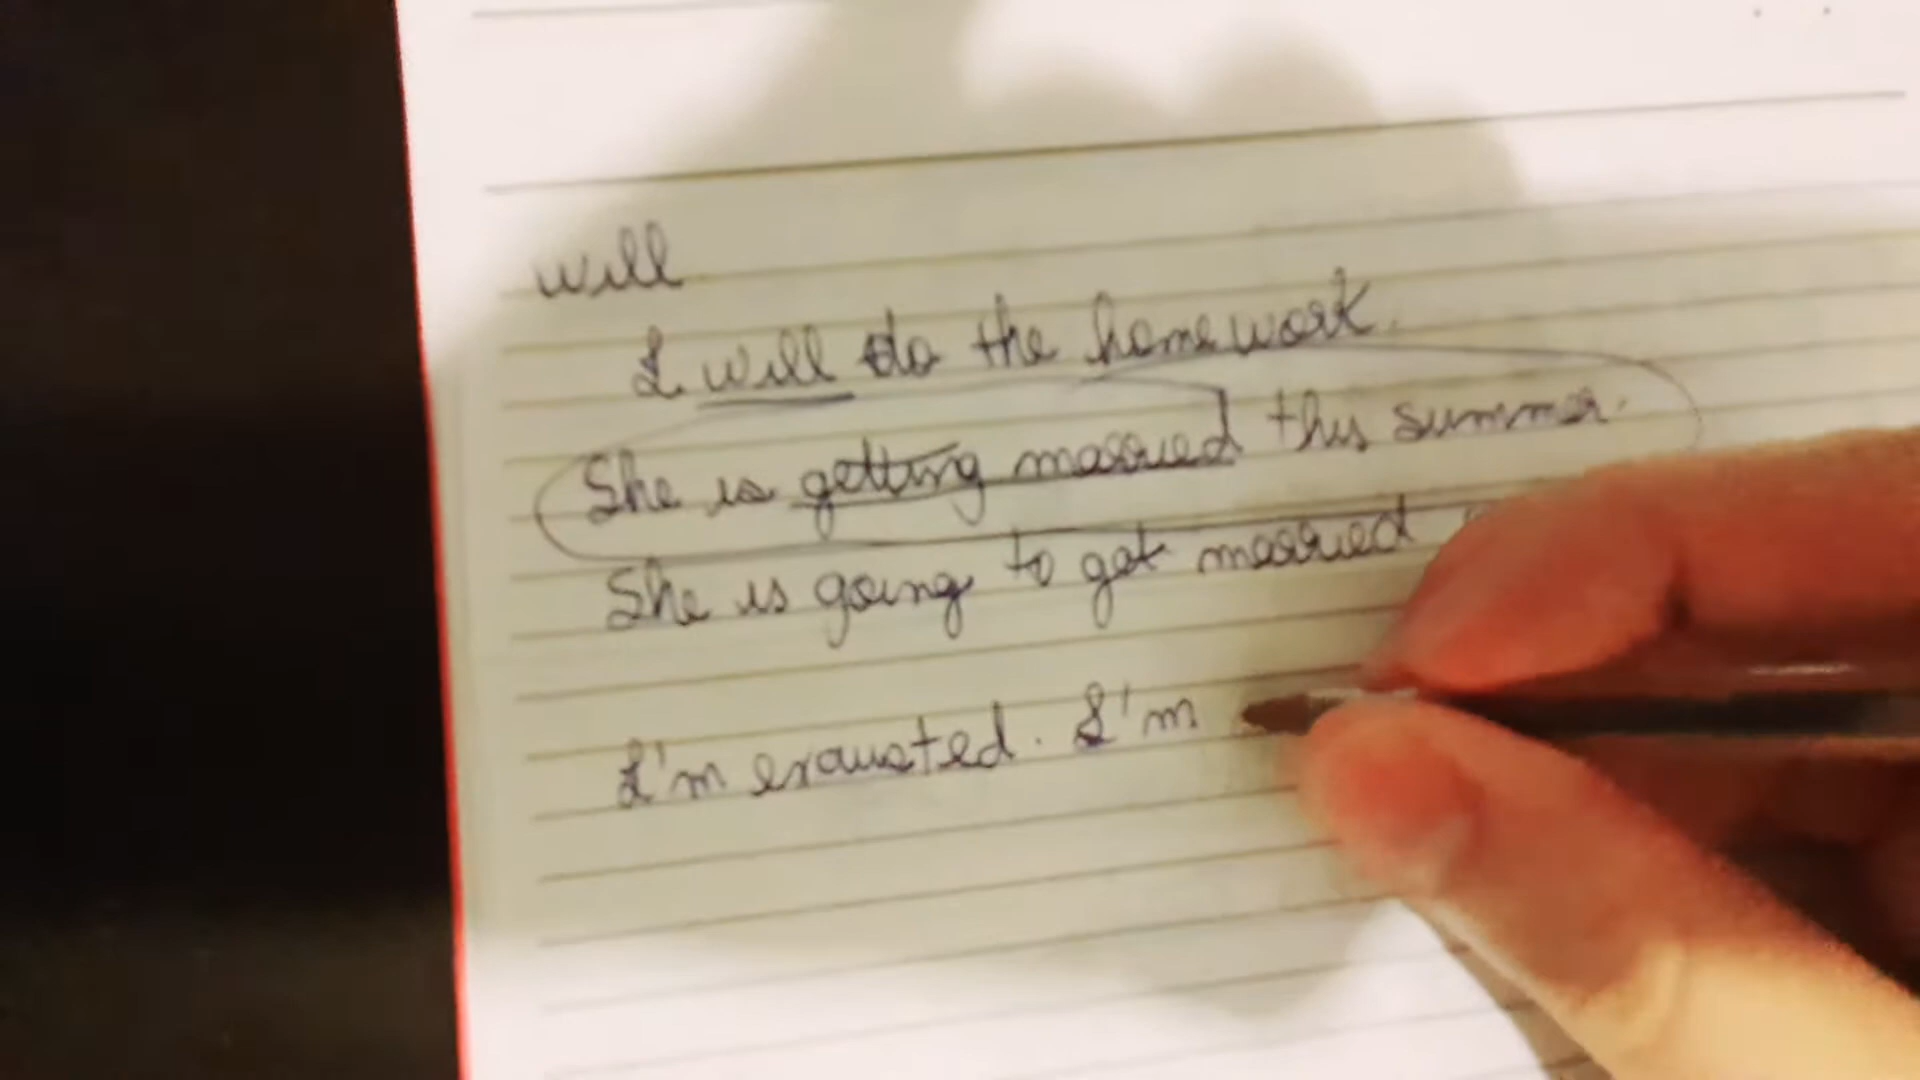 will
I will do the homework.
She is getting married this summer.
She is going to get married
I'm exausted. I'm